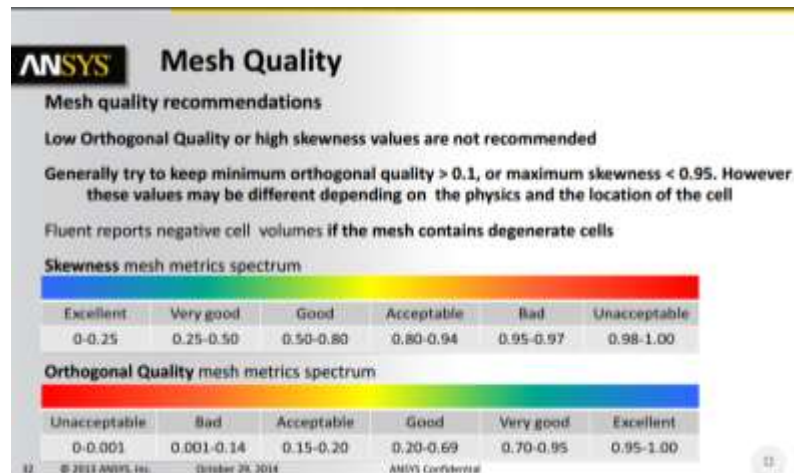 ANSYS
Mesh Quality
Mesh quality recommendations
Low Orthogonal Quality or high skewness values are not recommended
Generally try to keep minimum orthogonal quality > 0.1, or maximum skewness < 0.95. However
these values may be different depending on the physics and the location of the cell
Fluent reports negative cell volumes if the mesh contains degenerate cells
Skewness mesh metrics spectrum
Excellent Very good Good Acceptable Bad Unacceptable
0-0.25 0.25-0.50 0.50-0.80 0.80-0.94 0.95-0.97 0.98-1.00
Orthogonal Quality mesh metrics spectrum
Unacceptable Bad Acceptable Good Very good Excellent
0-0.001 0.001-0.14 0.15-0.20 0.20-0.69 0.70-0.95 0.95-1.00
32 © 2013 ANSYS, Inc. October 29, 2014 ANSYS Confidential